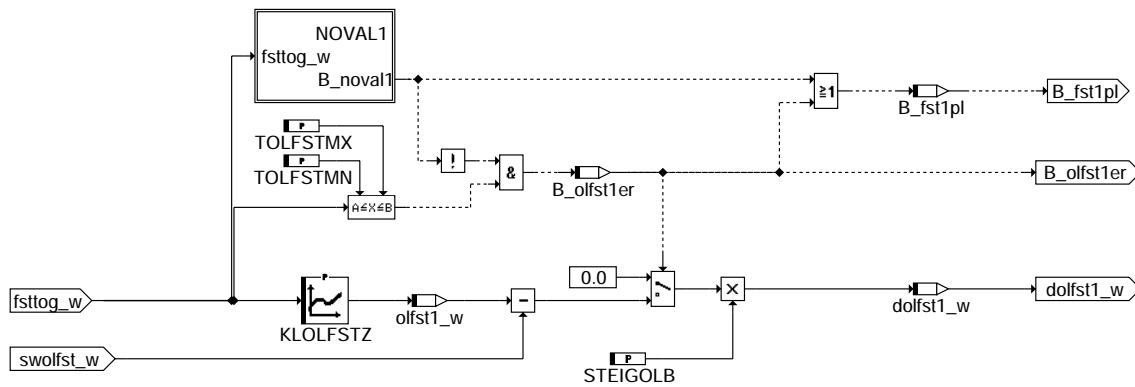 NOVAL1
fsttog_w
B_noval1
≧1
B_fst1pl
B_fst1pl
P
TOLFSTMX
P
TOLFSTMN
!
&
B_olfst1er
B_olfst1er
A≤X≤B
0.0
fsttog_w
P
KLOLFSTZ
olfst1_w
−
×
dolfst1_w
dolfst1_w
swolfst_w
P
STEIGOLB